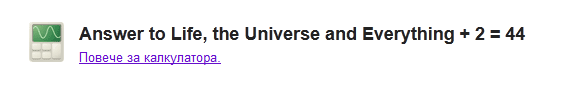 Answer to Life, the Universe and Everything + 2 = 44
Повече за калкулатора.